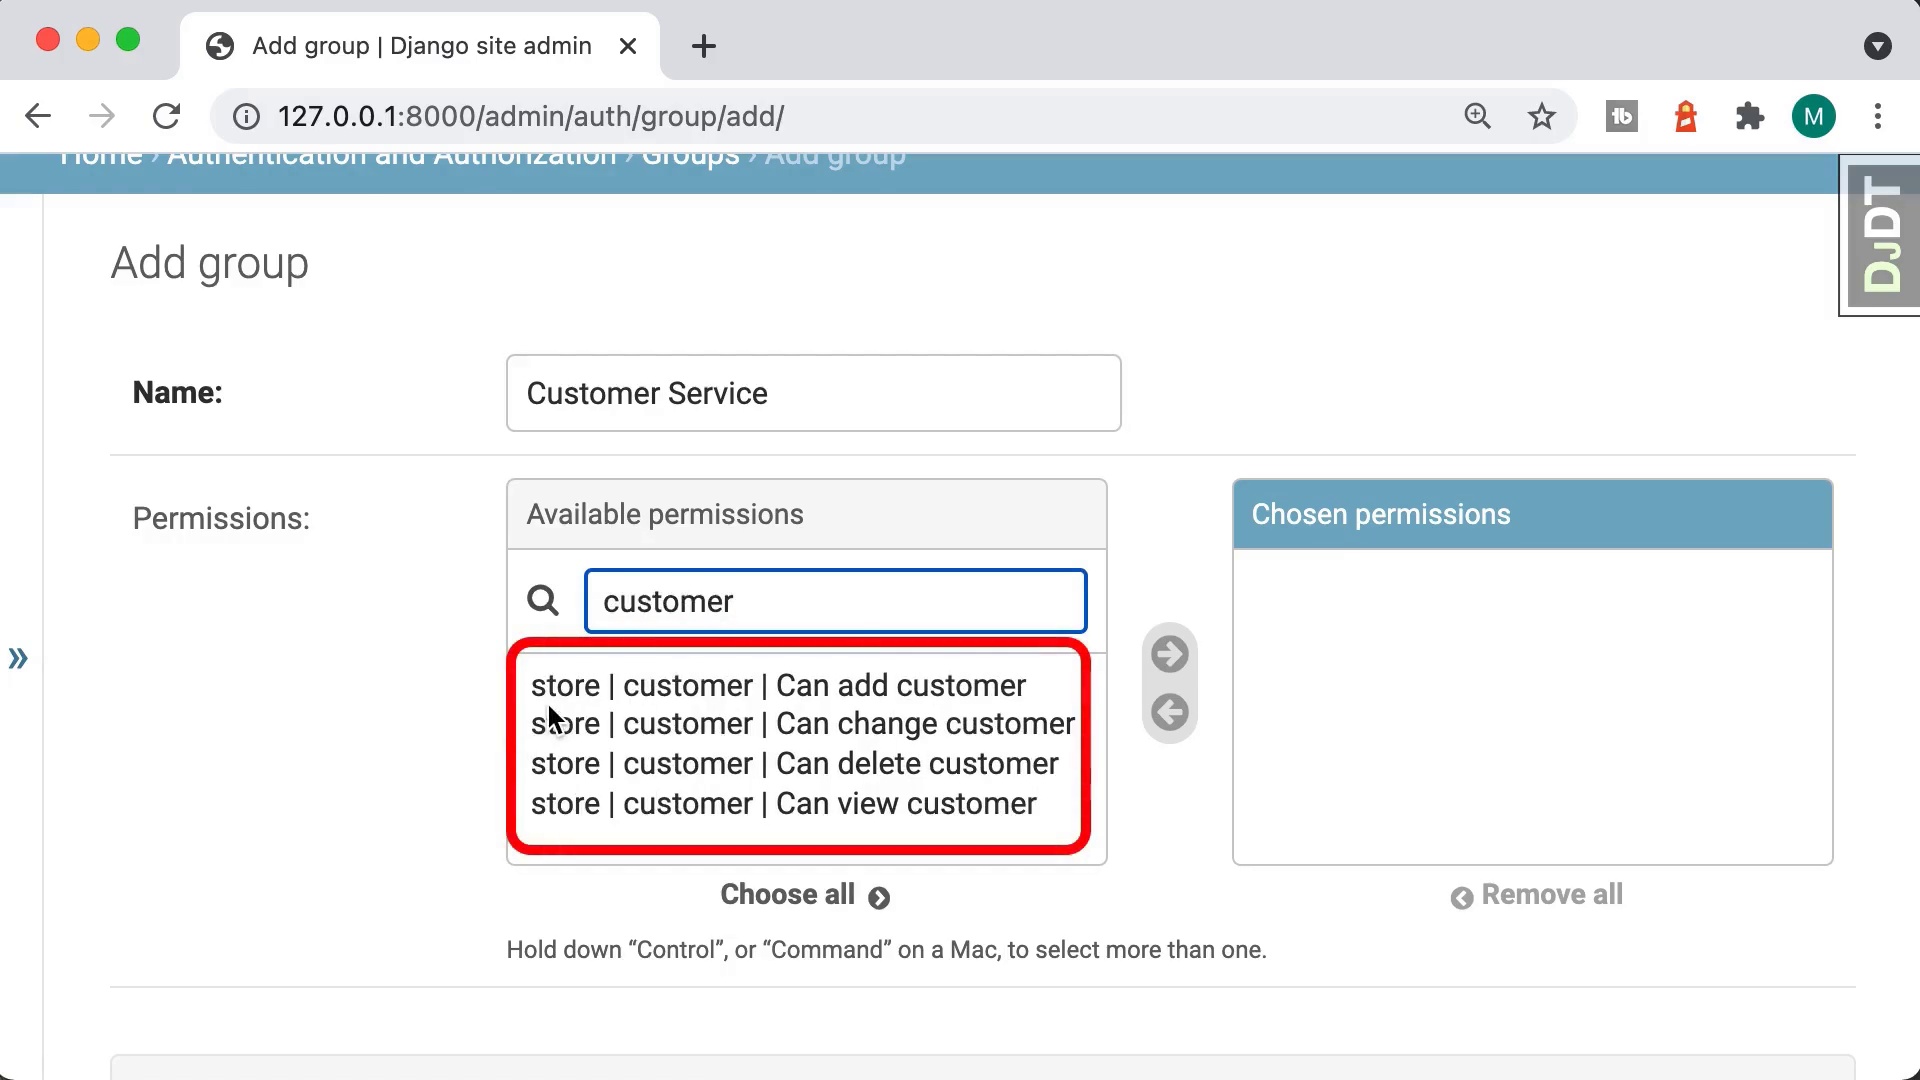 Add group | Django site admin
127.0.0.1:8000/admin/auth/group/add/
tb
M
Home › Authentication and Authorization › Groups › Add group
DJDT
Add group
Name:
Customer Service
Permissions:
Available permissions
Chosen permissions
customer
store | customer | Can add customer
store | customer | Can change customer
store | customer | Can delete customer
store | customer | Can view customer
Choose all
Remove all
Hold down “Control”, or “Command” on a Mac, to select more than one.